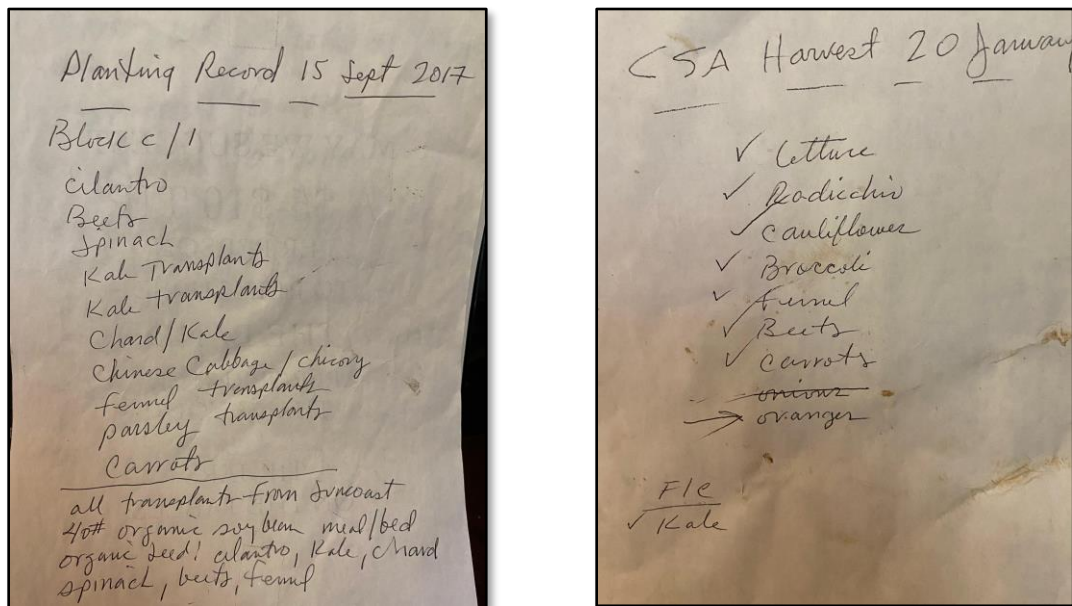 Planting Record 15 Sept 2017
Block c/1
cilantro
Beets
Spinach
Kale Transplants
Kale transplants
Chard/Kale
Chinese Cabbage/chicory
Fennel transplants
parsley transplants
Carrots
all transplants from Suncoast
40# organic soybean meal/bed
organic seed! cilantro, Kale, chard
spinach, beets, fennel
CSA Harvest 20 January
✓ lettuce
✓ Radicchio
✓ cauliflower
✓ Broccoli
✓ Fennel
✓ Beets
✓ Carrots
onions
→ oranges
F/C
✓ Kale